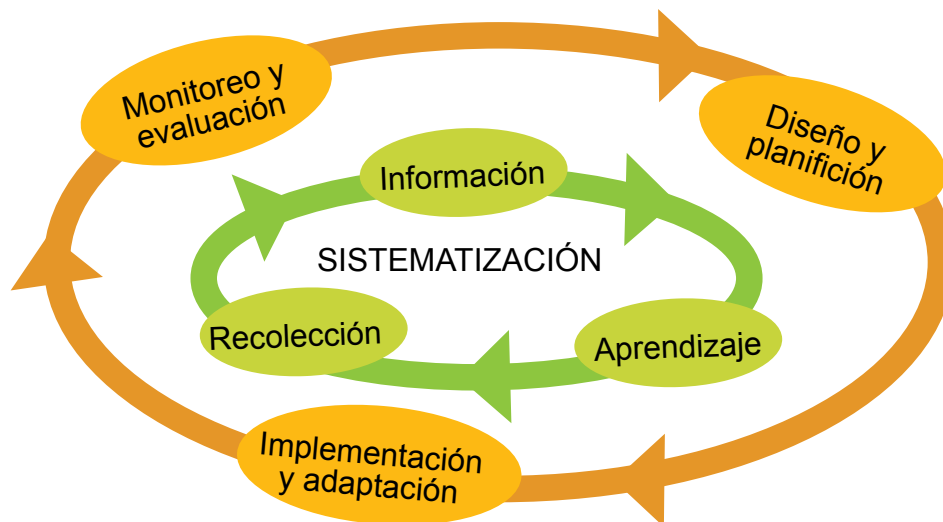 Monitoreo y
evaluación
Diseño y
planifición
Información
SISTEMATIZACIÓN
Recolección
Aprendizaje
Implementación
y adaptación